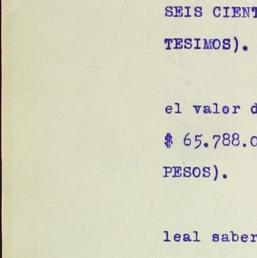 SEIS CIENT
TESIMOS).
el valor d
$ 65.788.0
PESOS).
leal saber